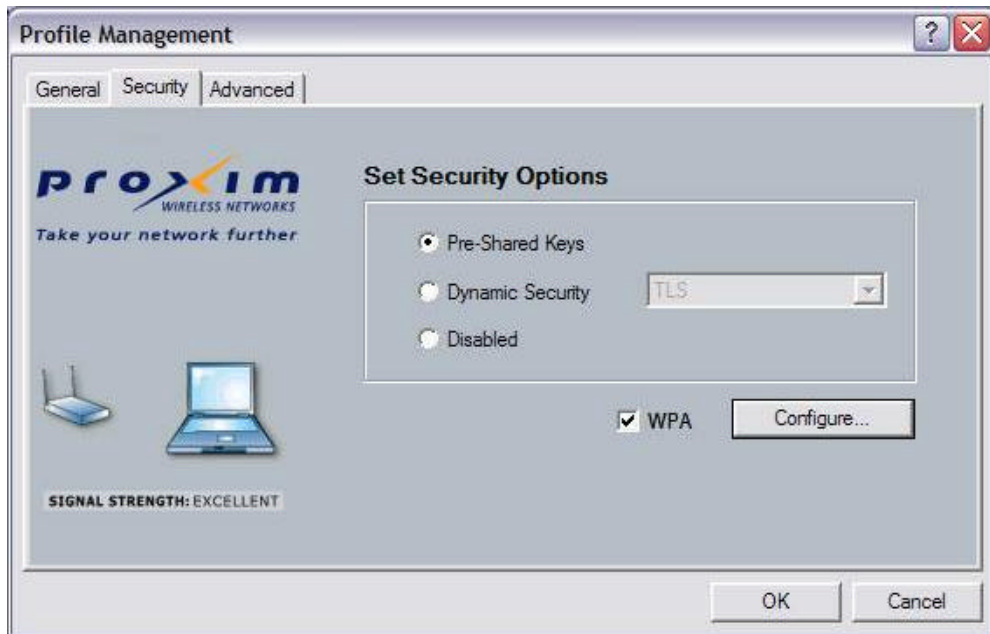 Profile Management
General Security Advanced
proxim
WIRELESS NETWORKS
Take your network further
Set Security Options
Pre-Shared Keys
Dynamic Security TLS
Disabled
WPA Configure...
SIGNAL STRENGTH: EXCELLENT
OK Cancel